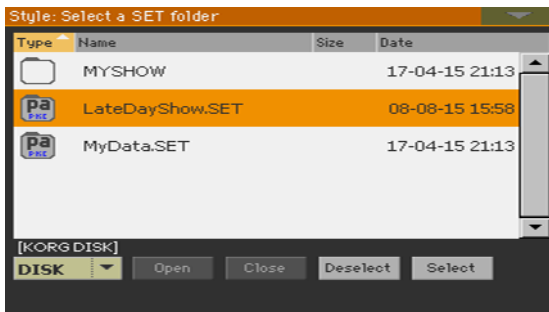 Style: Select a SET folder
Type Name Size Date
MYSHOW 17-04-15 21:13
Pa PKG LateDayShow.SET 08-08-15 15:58
Pa PKG MyData.SET 17-04-15 21:13
[KORG DISK]
DISK Open Close Deselect Select